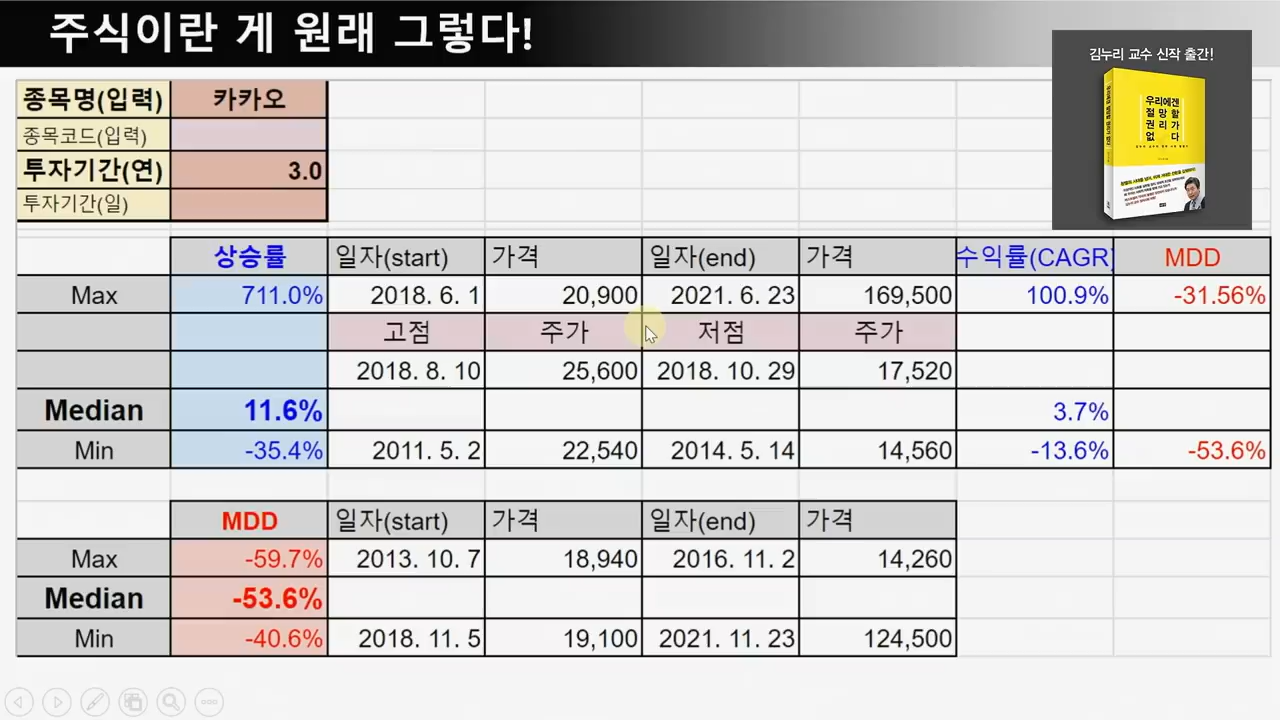 주식이란 게 원래 그렇다!
김누리 교수 신작 출간!
우리에겐
절망할
권리가
없다
종목명(입력) 카카오
종목코드(입력)
투자기간(연) 3.0
투자기간(일)
상승률 일자(start) 가격 일자(end) 가격 수익률(CAGR) MDD
Max 711.0% 2018. 6. 1 20,900 2021. 6. 23 169,500 100.9% -31.56%
고점 주가 저점 주가
2018. 8. 10 25,600 2018. 10. 29 17,520
Median 11.6% 3.7%
Min -35.4% 2011. 5. 2 22,540 2014. 5. 14 14,560 -13.6% -53.6%
MDD 일자(start) 가격 일자(end) 가격
Max -59.7% 2013. 10. 7 18,940 2016. 11. 2 14,260
Median -53.6%
Min -40.6% 2018. 11. 5 19,100 2021. 11. 23 124,500